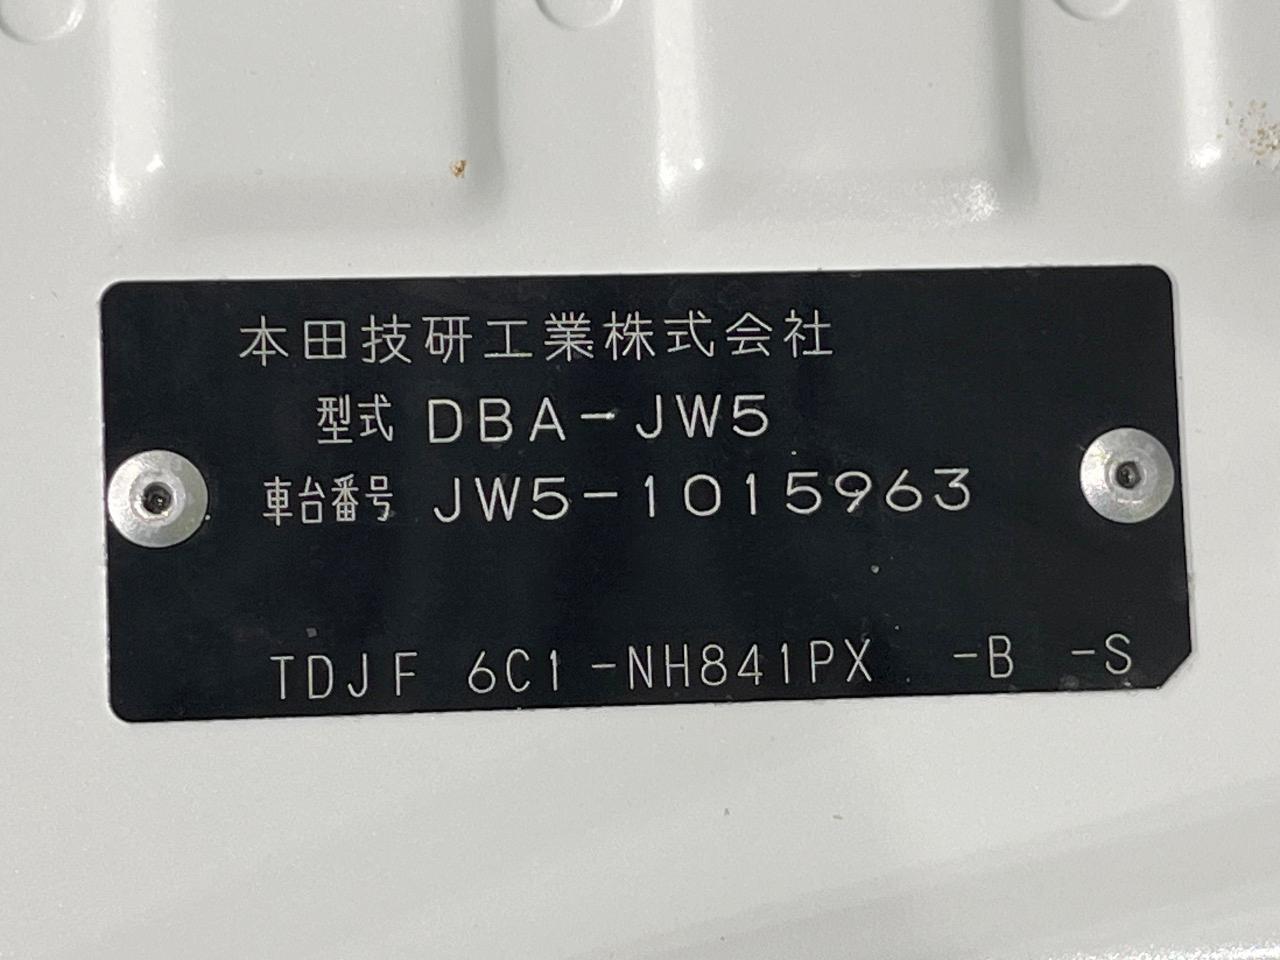 本田技研工業株式会社
型式 DBA-JW5
車台番号 JW5-1015963
TDJF 6C1-NH841PX -B -S